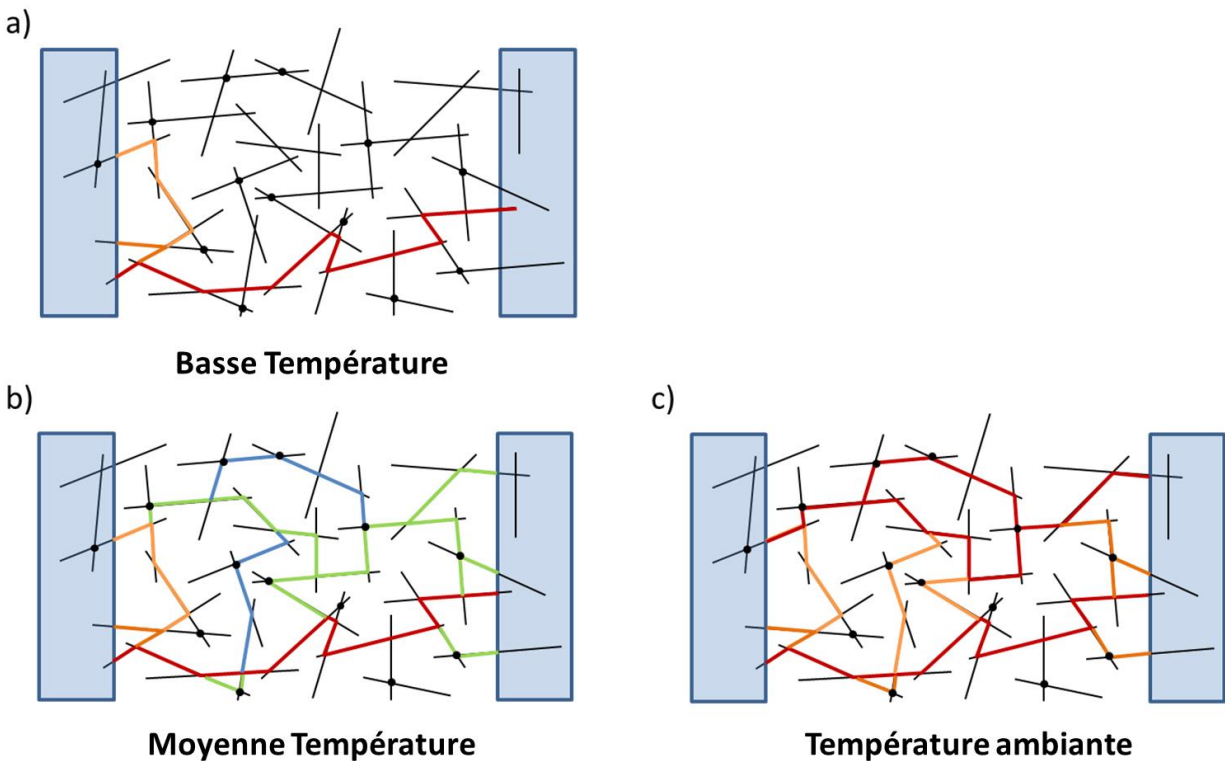 a)
Basse Température
b)
c)
Moyenne Température
Température ambiante